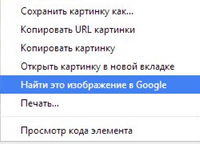 Сохранить картинку как...
Копировать URL картинки
Копировать картинку
Открыть картинку в новой вкладке
Найти это изображение в Google
Печать...
Просмотр кода элемента